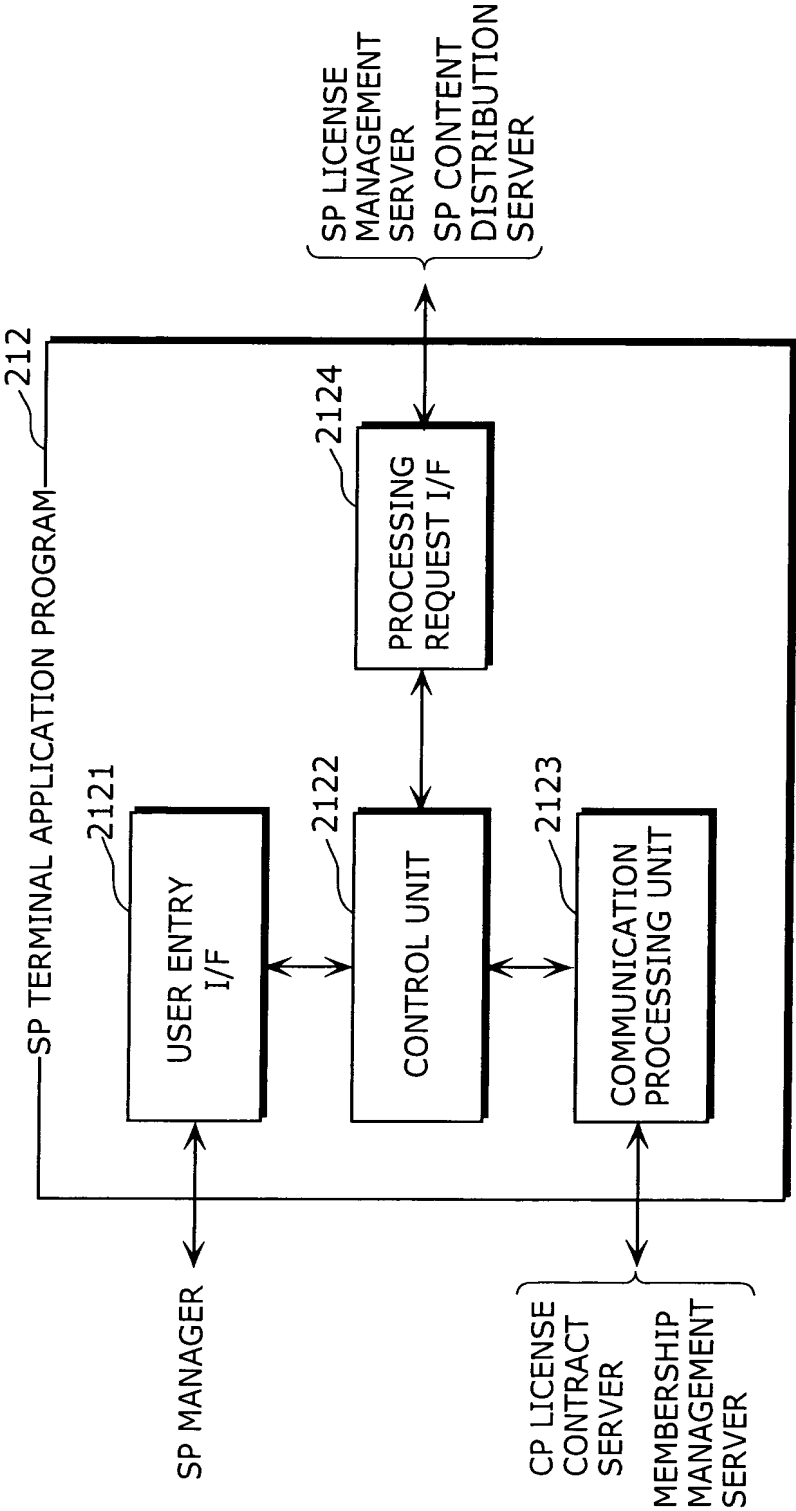 SP TERMINAL APPLICATION PROGRAM
212
SP MANAGER
2121
USER ENTRY
I/F
2122
CONTROL UNIT
2123
COMMUNICATION
PROCESSING UNIT
2124
PROCESSING
REQUEST I/F
SP LICENSE
MANAGEMENT
SERVER
SP CONTENT
DISTRIBUTION
SERVER
CP LICENSE
CONTRACT
SERVER
MEMBERSHIP
MANAGEMENT
SERVER